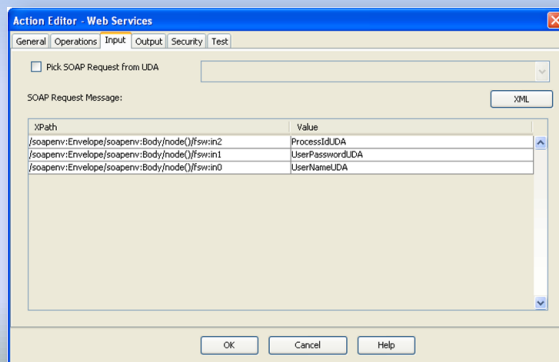 Action Editor - Web Services
General Operations Input Output Security Test
Pick SOAP Request from UDA
SOAP Request Message:
XML
XPath Value
/soapenv:Envelope/soapenv:Body/node()/fsw:in2 ProcessIdUDA
/soapenv:Envelope/soapenv:Body/node()/fsw:in1 UserPasswordUDA
/soapenv:Envelope/soapenv:Body/node()/fsw:in0 UserNameUDA
OK Cancel Help